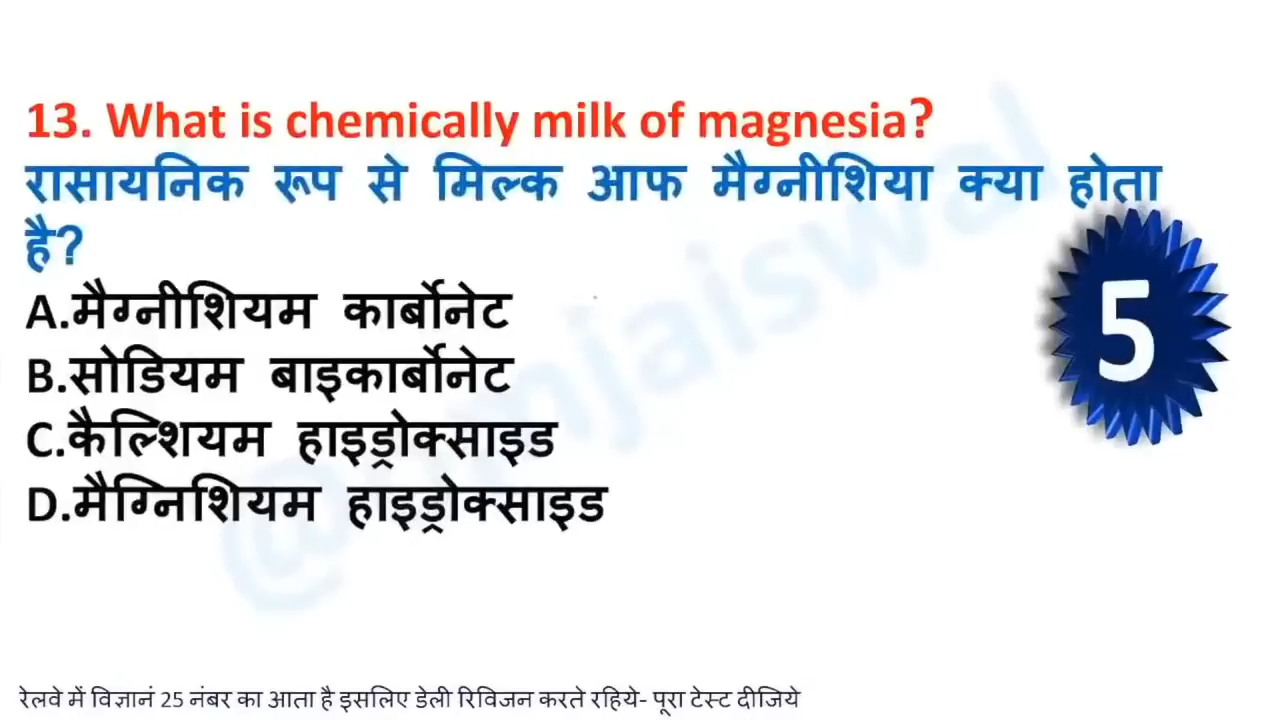 13. What is chemically milk of magnesia?
रासायनिक रूप से मिल्क आफ मैग्नीशिया क्या होता
है?
A.मैग्नीशियम कार्बोनेट
B.सोडियम बाइकार्बोनेट
C.कैल्शियम हाइड्रोक्साइड
D.मैग्निशियम हाइड्रोक्साइड
5
रेलवे में विज्ञानं 25 नंबर का आता है इसलिए डेली रिविजन करते रहिये- पूरा टेस्ट दीजिये